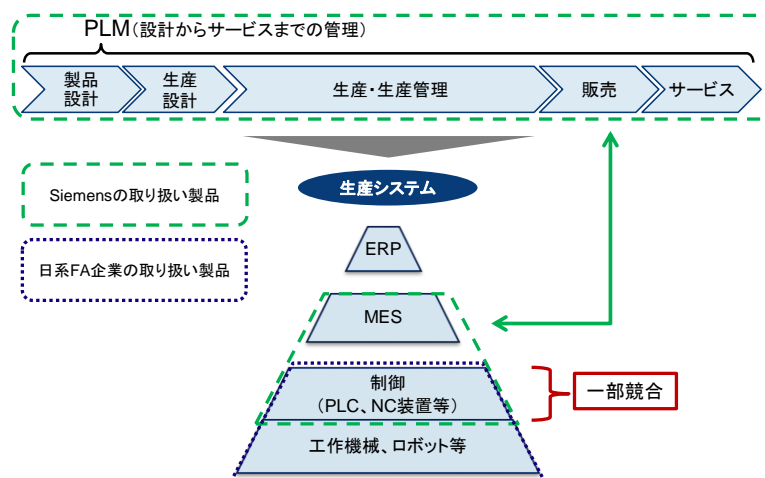 PLM(設計からサービスまでの管理)
製品
設計
生産
設計
生産・生産管理
販売
サービス
生産システム
Siemensの取り扱い製品
ERP
日系FA企業の取り扱い製品
MES
制御
(PLC、NC装置等)
一部競合
工作機械、ロボット等